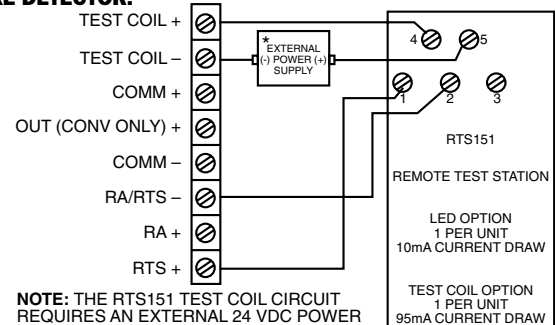 TEST COIL +
TEST COIL –
COMM +
OUT (CONV ONLY) +
COMM –
RA/RTS –
RA +
RTS +
*
EXTERNAL
(-) POWER (+)
SUPPLY
4
5
1
2
3
RTS151
REMOTE TEST STATION
LED OPTION
1 PER UNIT
10mA CURRENT DRAW
TEST COIL OPTION
1 PER UNIT
95mA CURRENT DRAW
NOTE: THE RTS151 TEST COIL CIRCUIT
REQUIRES AN EXTERNAL 24 VDC POWER